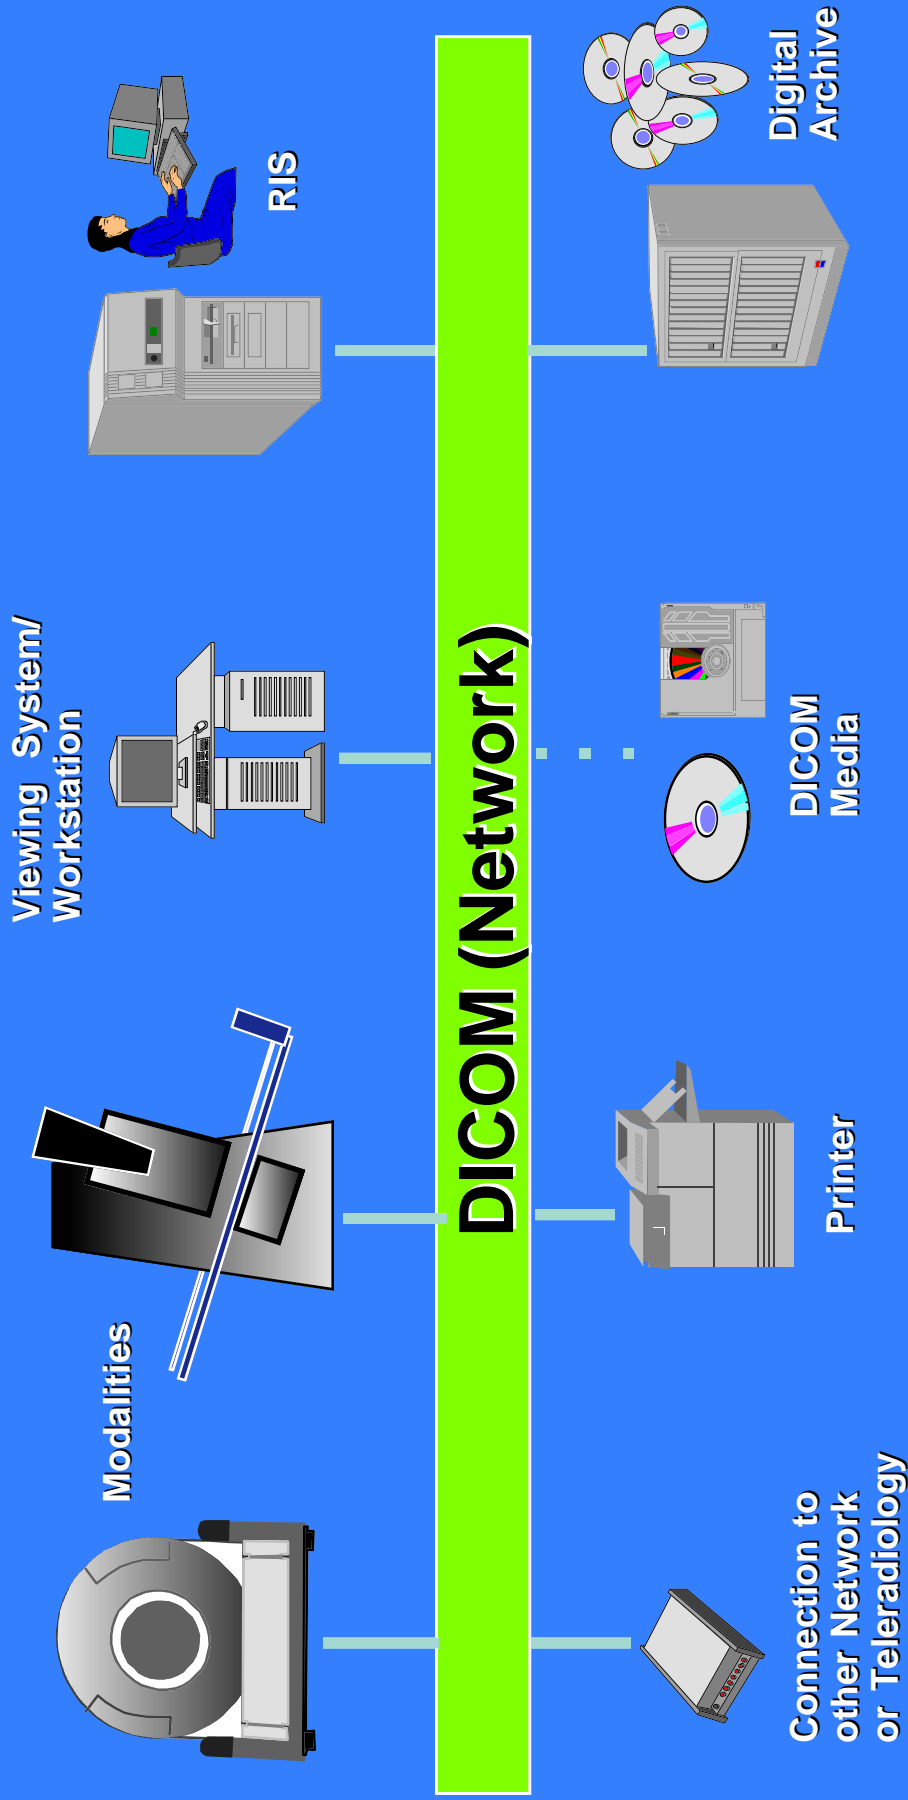 Modalities
Viewing System/
Workstation
RIS
DICOM (Network)
Connection to
other Network
or Teleradiology
Printer
DICOM
Media
Digital
Archive